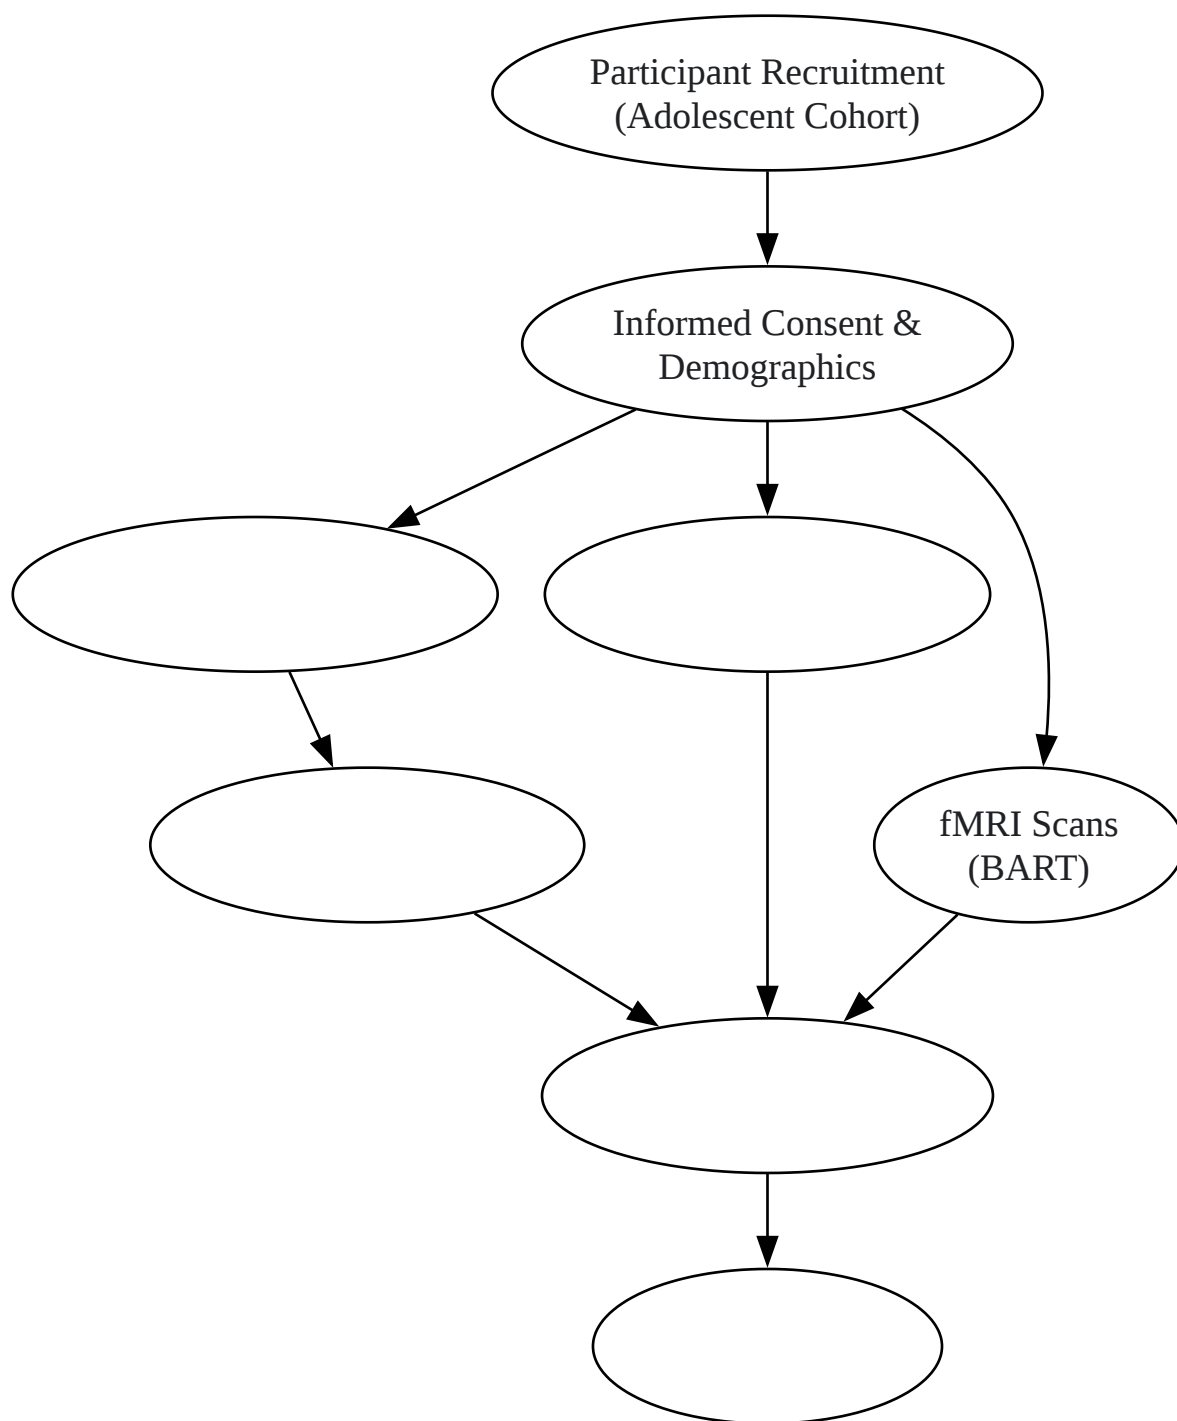 Participant Recruitment
(Adolescent Cohort)
Informed Consent &
Demographics
fMRI Scans
(BART)